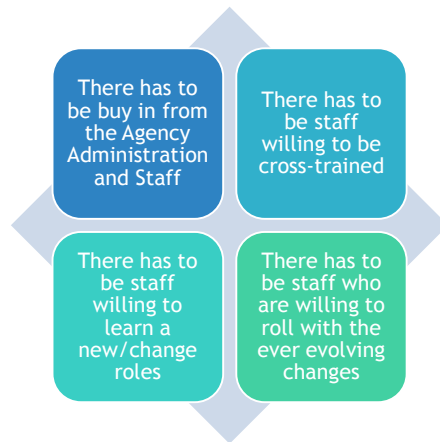 There has to
be buy in from
the Agency
Administration
and Staff
There has to
be staff
willing to be
cross-trained
There has to
be staff
willing to
learn a
new/change
roles
There has to
be staff who
are willing to
roll with the
ever evolving
changes